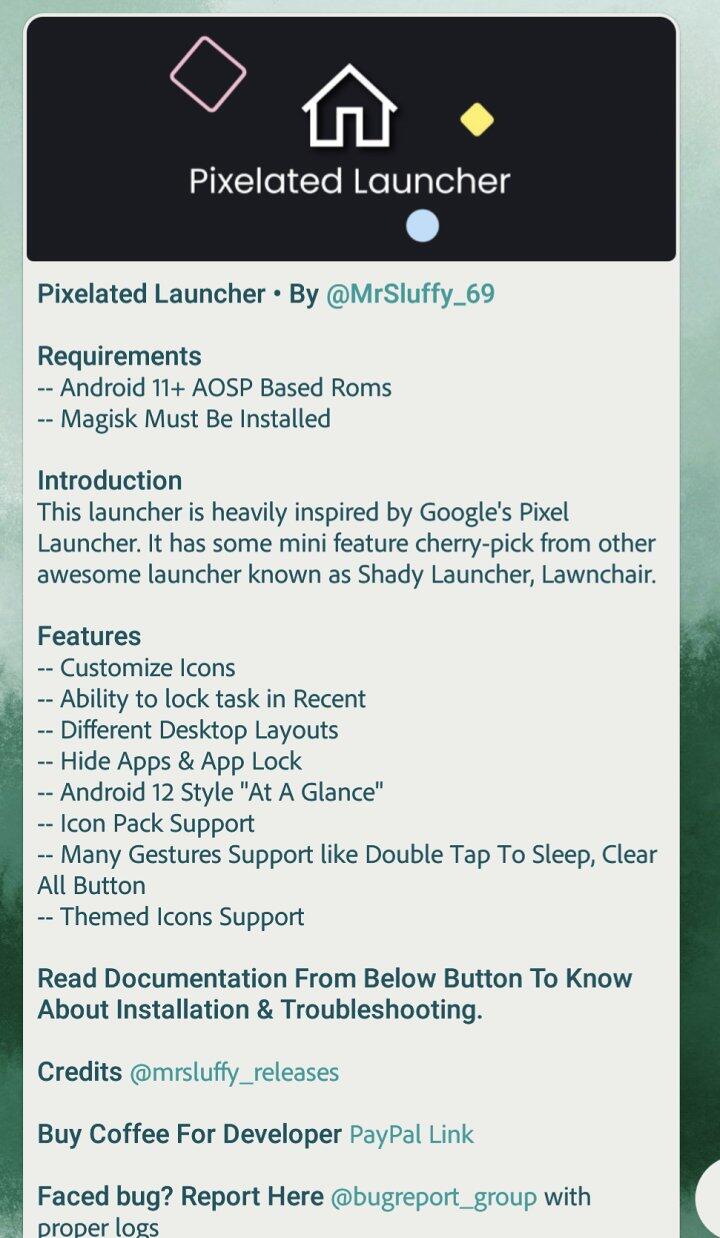 Pixelated Launcher
Pixelated Launcher • By @MrSluffy_69
Requirements
-- Android 11+ AOSP Based Roms
-- Magisk Must Be Installed
Introduction
This launcher is heavily inspired by Google's Pixel
Launcher. It has some mini feature cherry-pick from other
awesome launcher known as Shady Launcher, Lawnchair.
Features
-- Customize Icons
-- Ability to lock task in Recent
-- Different Desktop Layouts
-- Hide Apps & App Lock
-- Android 12 Style "At A Glance"
-- Icon Pack Support
-- Many Gestures Support like Double Tap To Sleep, Clear
All Button
-- Themed Icons Support
Read Documentation From Below Button To Know
About Installation & Troubleshooting.
Credits @mrsluffy_releases
Buy Coffee For Developer PayPal Link
Faced bug? Report Here @bugreport_group with
proper logs